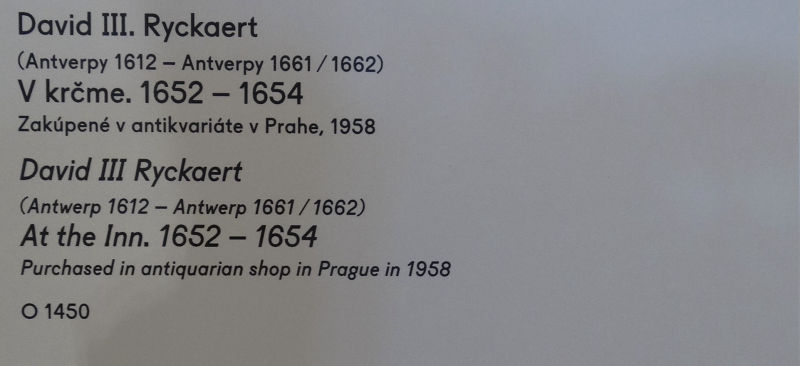 David III. Ryckaert
(Antverpy 1612 – Antverpy 1661 / 1662)
V krčme. 1652 – 1654
Zakúpené v antikvariáte v Prahe, 1958
David III Ryckaert
(Antwerp 1612 – Antwerp 1661 / 1662)
At the Inn. 1652 – 1654
Purchased in antiquarian shop in Prague in 1958
O 1450